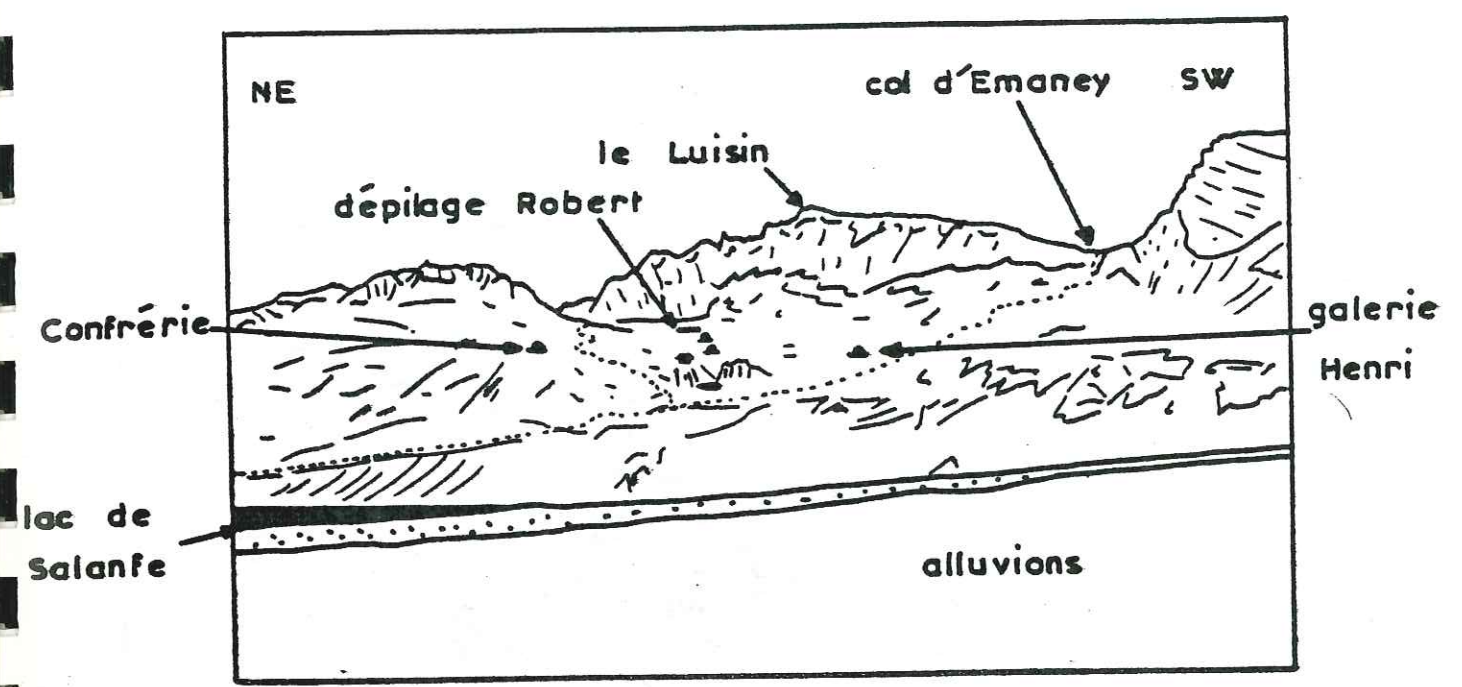 NE
col d'Emaney
SW
le Luisin
dépilage Robert
Confrérie
galerie
Henri
lac de
Salanfe
alluvions